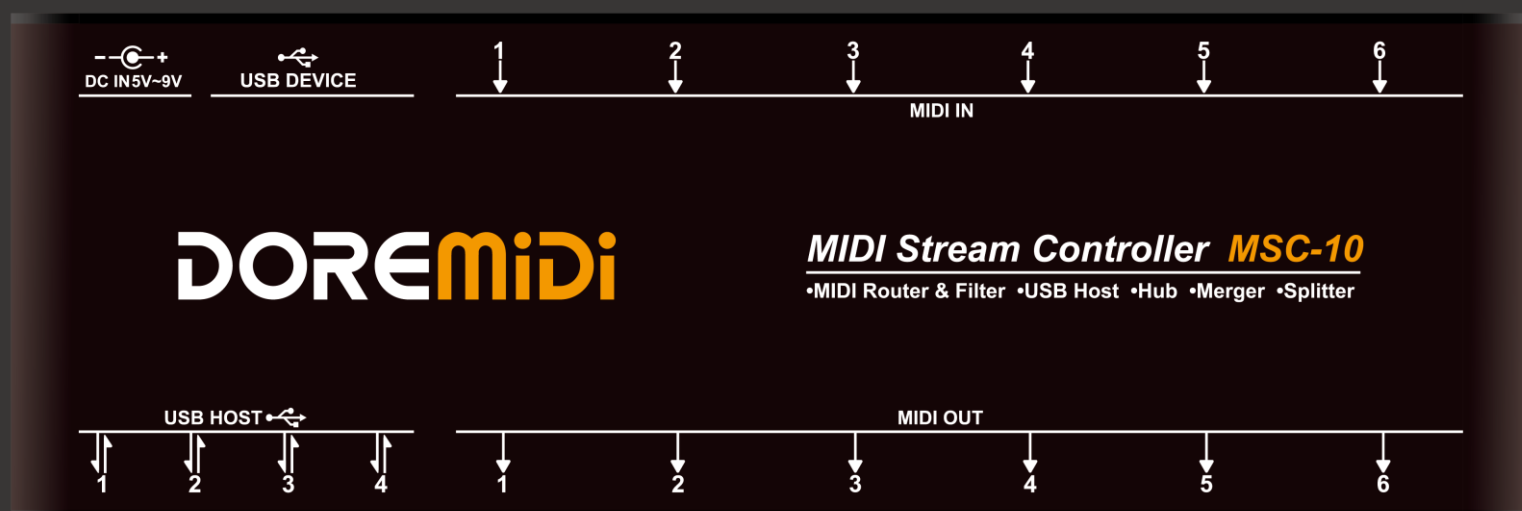 - +
DC IN 5V~9V
USB DEVICE
1 2 3 4 5 6
MIDI IN
DOREMiDi
MIDI Stream Controller MSC-10
•MIDI Router & Filter •USB Host •Hub •Merger •Splitter
USB HOST
1 2 3 4
MIDI OUT
1 2 3 4 5 6